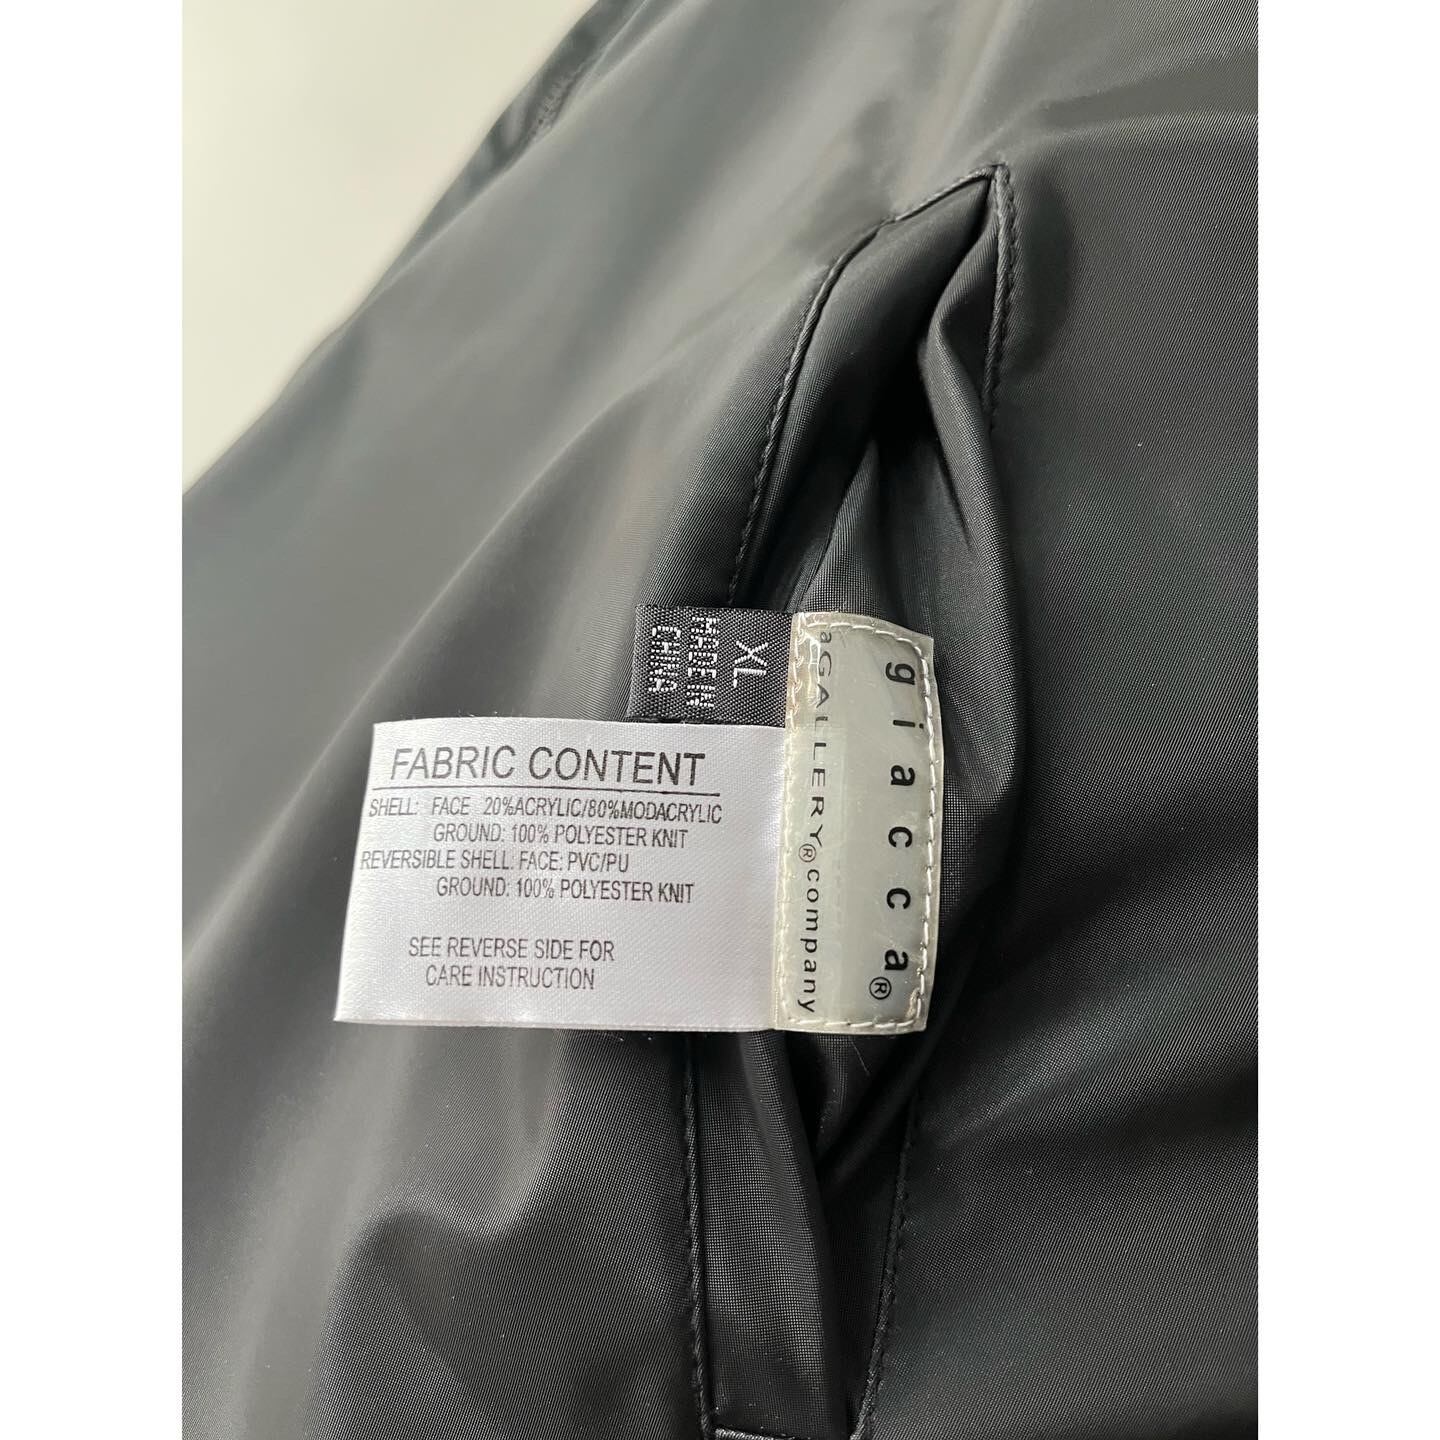 XL
MADE IN
CHINA
giacca®
aGALLERY®company
FABRIC CONTENT
SHELL: FACE 20%ACRYLIC/80%MODACRYLIC
GROUND: 100% POLYESTER KNIT
REVERSIBLE SHELL: FACE: PVC/PU
GROUND: 100% POLYESTER KNIT
SEE REVERSE SIDE FOR
CARE INSTRUCTION